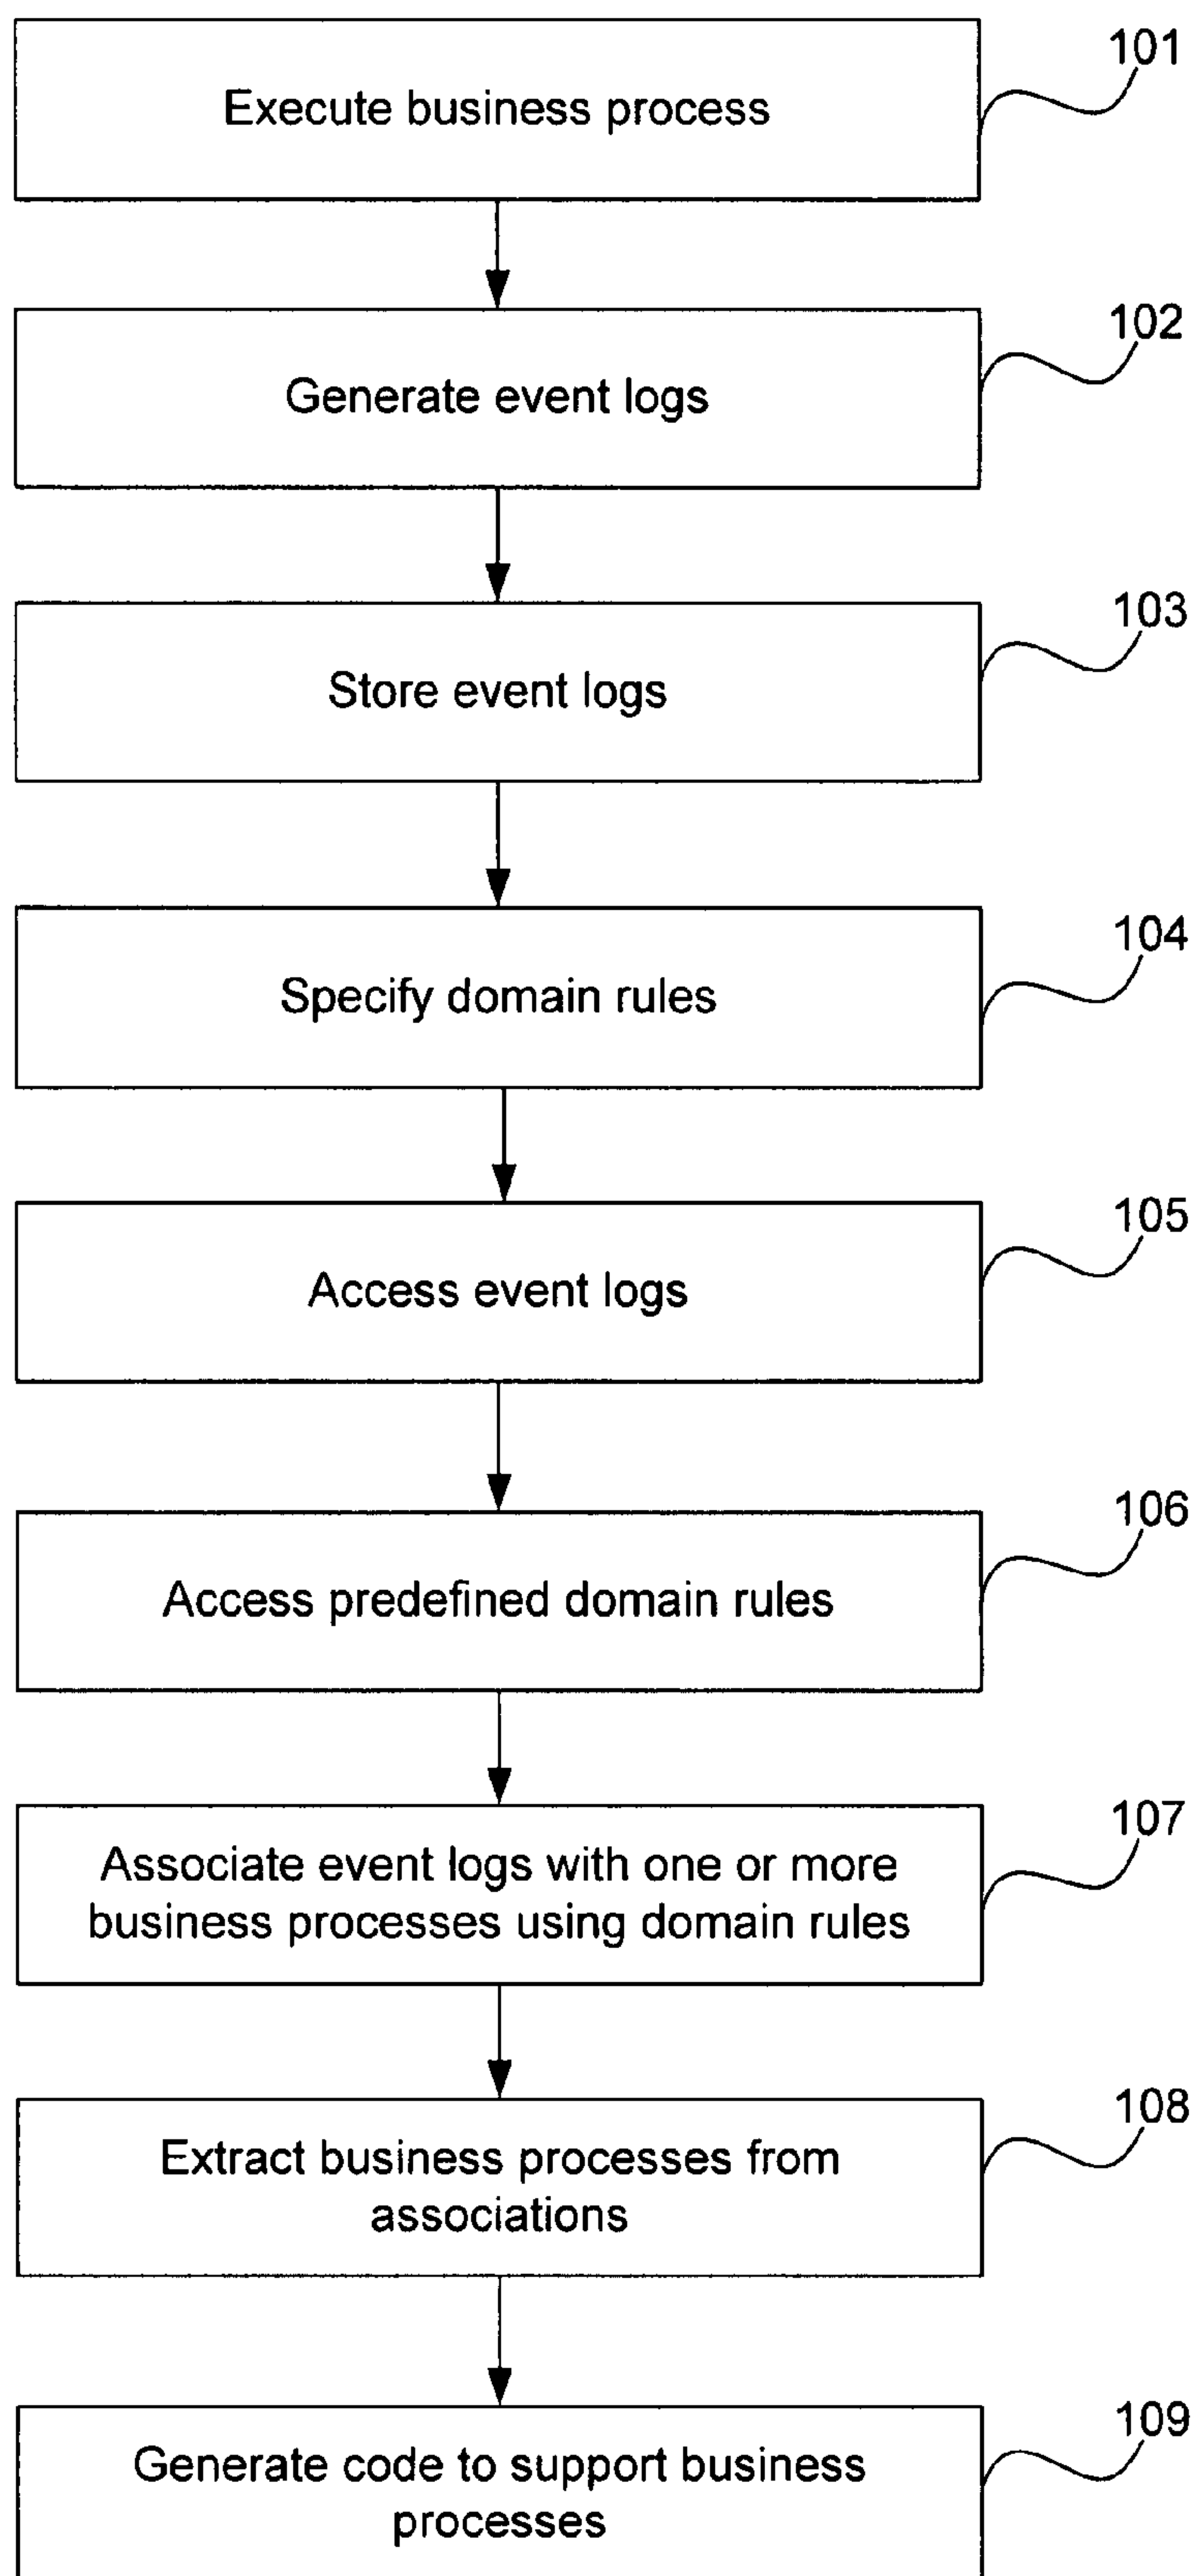 Execute business process
101
Generate event logs
102
Store event logs
103
Specify domain rules
104
Access event logs
105
Access predefined domain rules
106
Associate event logs with one or more
business processes using domain rules
107
Extract business processes from
associations
108
Generate code to support business
processes
109